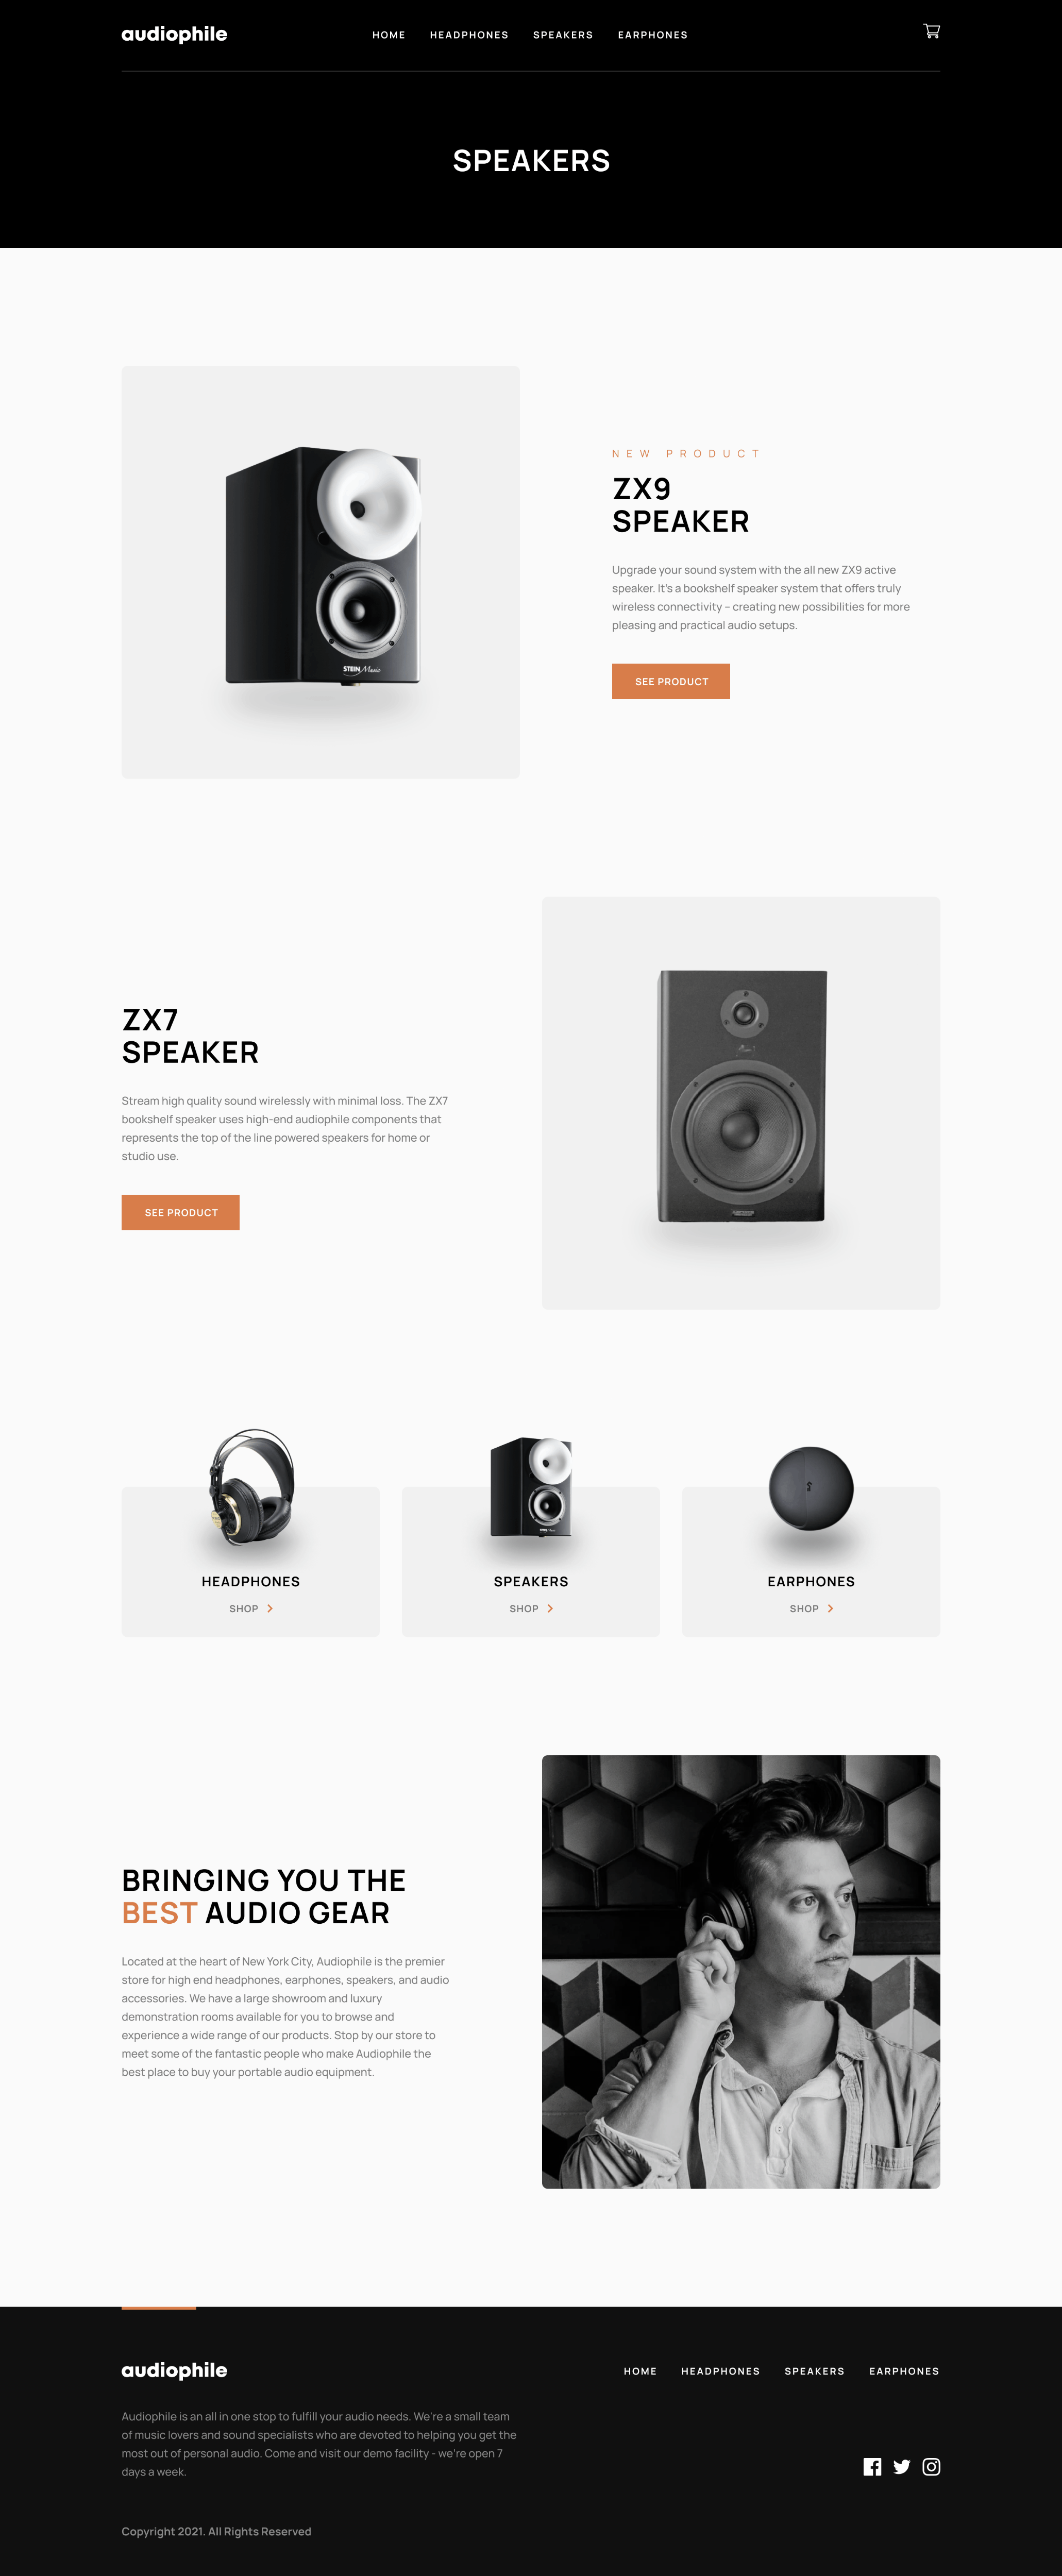 audiophile
HOME HEADPHONES SPEAKERS EARPHONES
SPEAKERS
STEIN Music
NEW PRODUCT
ZX9
SPEAKER
Upgrade your sound system with the all new ZX9 active
speaker. It's a bookshelf speaker system that offers truly
wireless connectivity – creating new possibilities for more
pleasing and practical audio setups.
SEE PRODUCT
ZX7
SPEAKER
Stream high quality sound wirelessly with minimal loss. The ZX7
bookshelf speaker uses high-end audiophile components that
represents the top of the line powered speakers for home or
studio use.
SEE PRODUCT
HEADPHONES
SHOP
SPEAKERS
SHOP
EARPHONES
SHOP
BRINGING YOU THE
BEST AUDIO GEAR
Located at the heart of New York City, Audiophile is the premier
store for high end headphones, earphones, speakers, and audio
accessories. We have a large showroom and luxury
demonstration rooms available for you to browse and
experience a wide range of our products. Stop by our store to
meet some of the fantastic people who make Audiophile the
best place to buy your portable audio equipment.
audiophile
HOME HEADPHONES SPEAKERS EARPHONES
Audiophile is an all in one stop to fulfill your audio needs. We're a small team
of music lovers and sound specialists who are devoted to helping you get the
most out of personal audio. Come and visit our demo facility - we're open 7
days a week.
Copyright 2021. All Rights Reserved